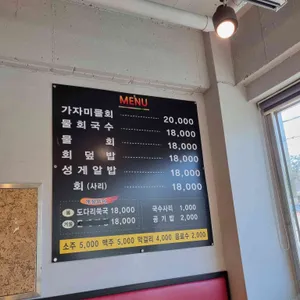 MENU
가자미물회 20,000
물회국수 18,000
물회 18,000
회덮밥 18,000
성게알밥 18,000
회(사리) 18,000
도다리쑥국 18,000 국수사리 1,000
18,000 공기밥 2,000
소주 5,000 맥주 5,000 막걸리 4,000 음료수 2,000